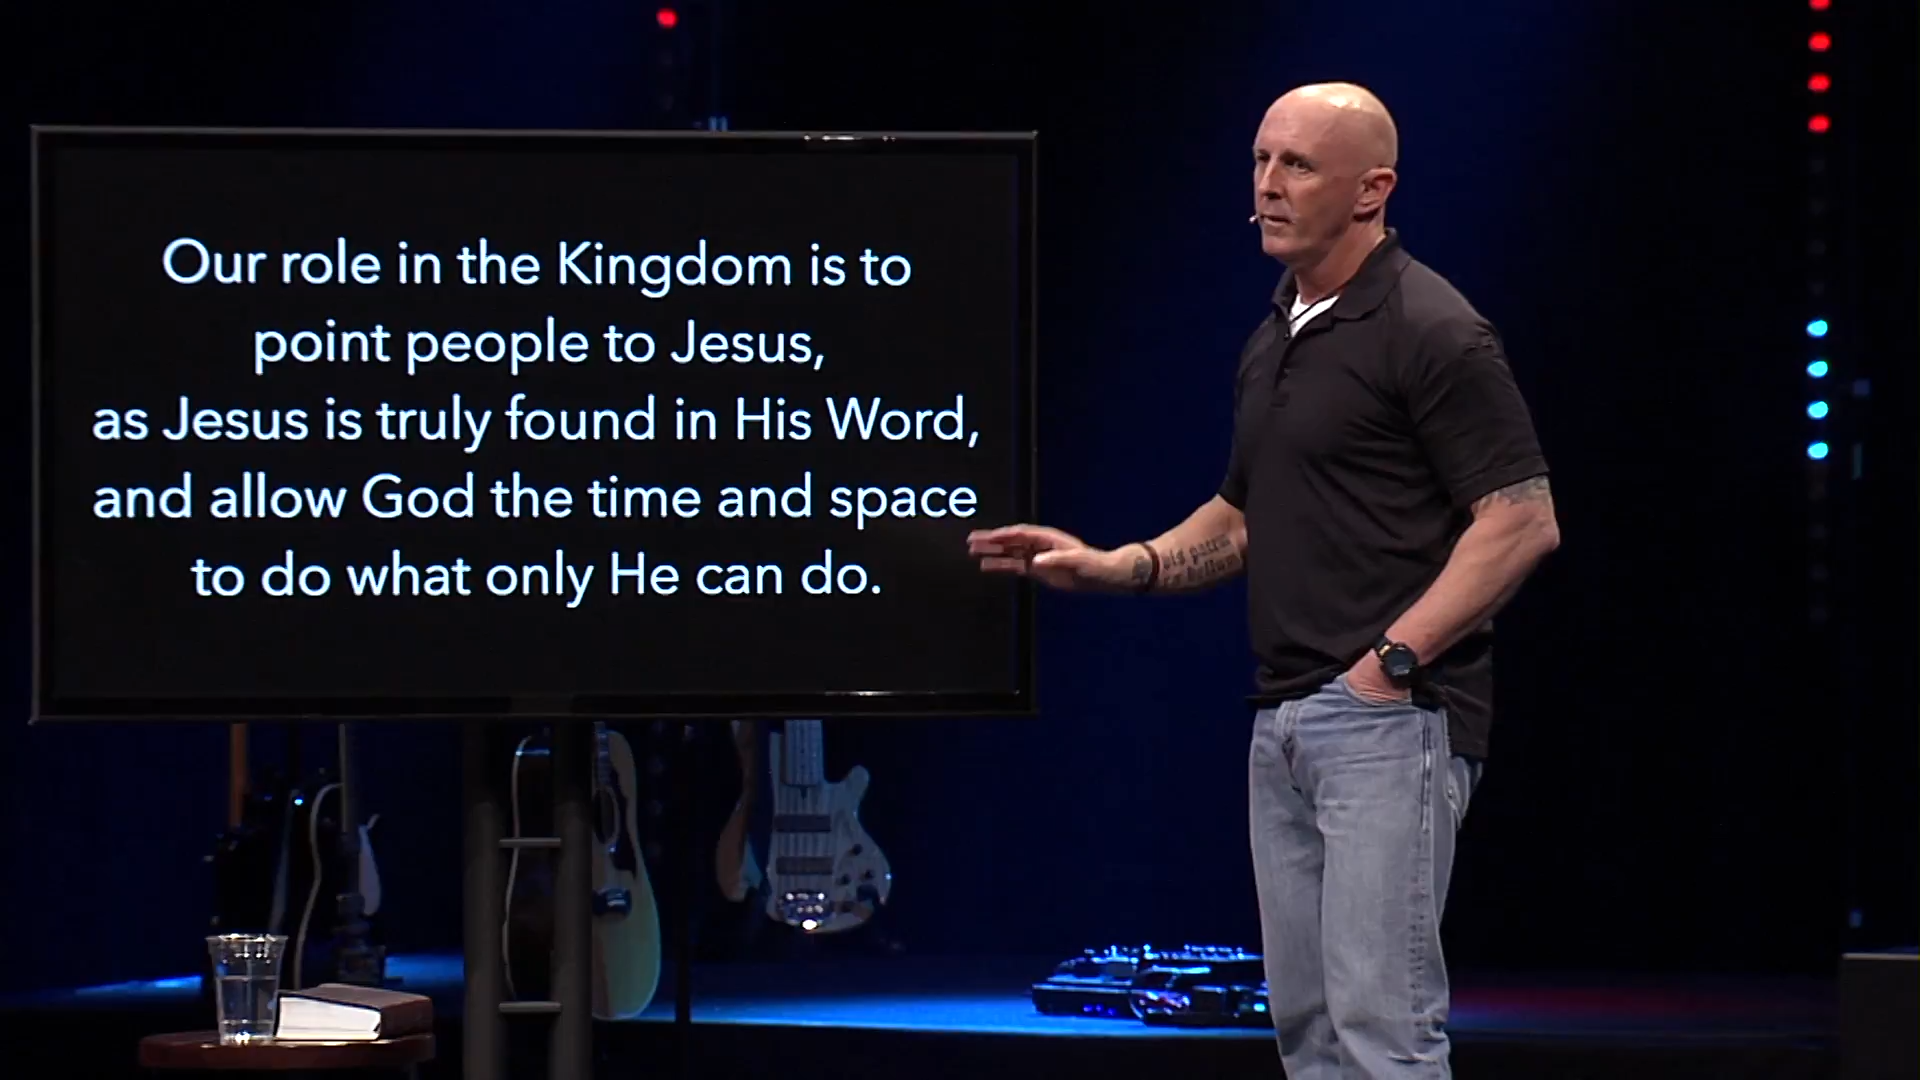 Our role in the Kingdom is to
point people to Jesus,
as Jesus is truly found in His Word,
and allow God the time and space
to do what only He can do.